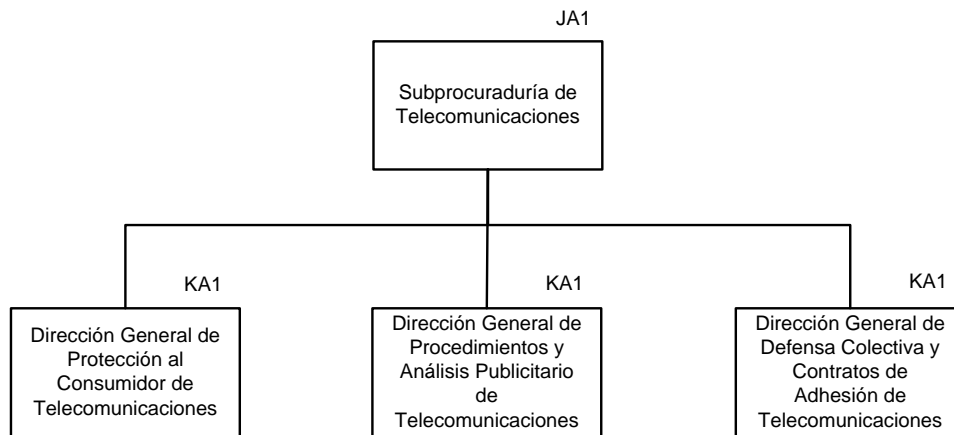 JA1
Subprocuraduría de
Telecomunicaciones
KA1
Dirección General de
Protección al
Consumidor de
Telecomunicaciones
KA1
Dirección General de
Procedimientos y
Análisis Publicitario
de
Telecomunicaciones
KA1
Dirección General de
Defensa Colectiva y
Contratos de
Adhesión de
Telecomunicaciones